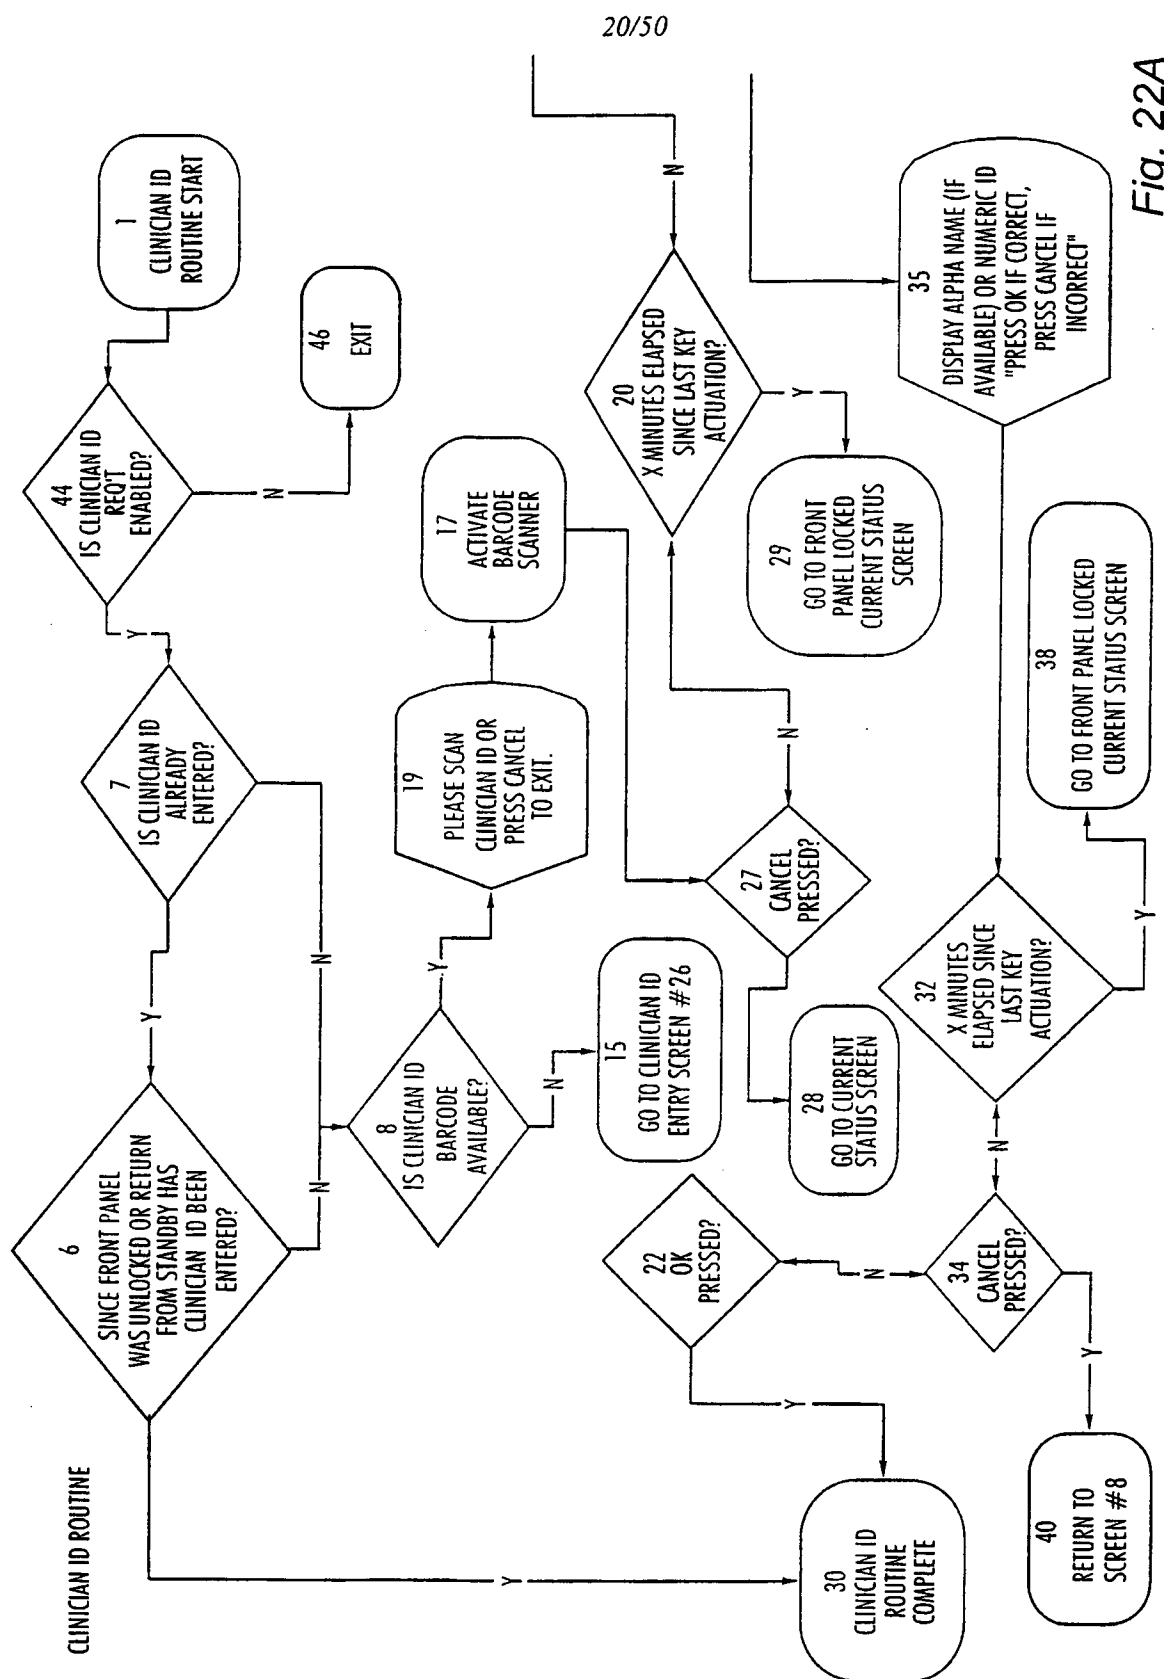 20/50
CLINICIAN ID ROUTINE
1
CLINICIAN ID
ROUTINE START
44
IS CLINICIAN ID
REQ'T
ENABLED?
N
46
EXIT
Y
7
IS CLINICIAN ID
ALREADY
ENTERED?
Y
N
6
SINCE FRONT PANEL
WAS UNLOCKED OR RETURN
FROM STANDBY HAS
CLINICIAN ID BEEN
ENTERED?
Y
N
8
IS CLINICIAN ID
BARCODE
AVAILABLE?
Y
N
19
PLEASE SCAN
CLINICIAN ID OR
PRESS CANCEL
TO EXIT.
17
ACTIVATE
BARCODE
SCANNER
15
GO TO CLINICIAN ID
ENTRY SCREEN #26
27
CANCEL
PRESSED?
N
28
GO TO CURRENT
STATUS SCREEN
20
X MINUTES ELAPSED
SINCE LAST KEY
ACTUATION?
N
Y
29
GO TO FRONT
PANEL LOCKED
CURRENT STATUS
SCREEN
35
DISPLAY ALPHA NAME (IF
AVAILABLE) OR NUMERIC ID
"PRESS OK IF CORRECT,
PRESS CANCEL IF
INCORRECT"
32
X MINUTES
ELAPSED SINCE
LAST KEY
ACTUATION?
Y
N
38
GO TO FRONT PANEL LOCKED
CURRENT STATUS SCREEN
34
CANCEL
PRESSED?
N
Y
22
OK
PRESSED?
Y
30
CLINICIAN ID
ROUTINE
COMPLETE
40
RETURN TO
SCREEN #8
Fig. 22A